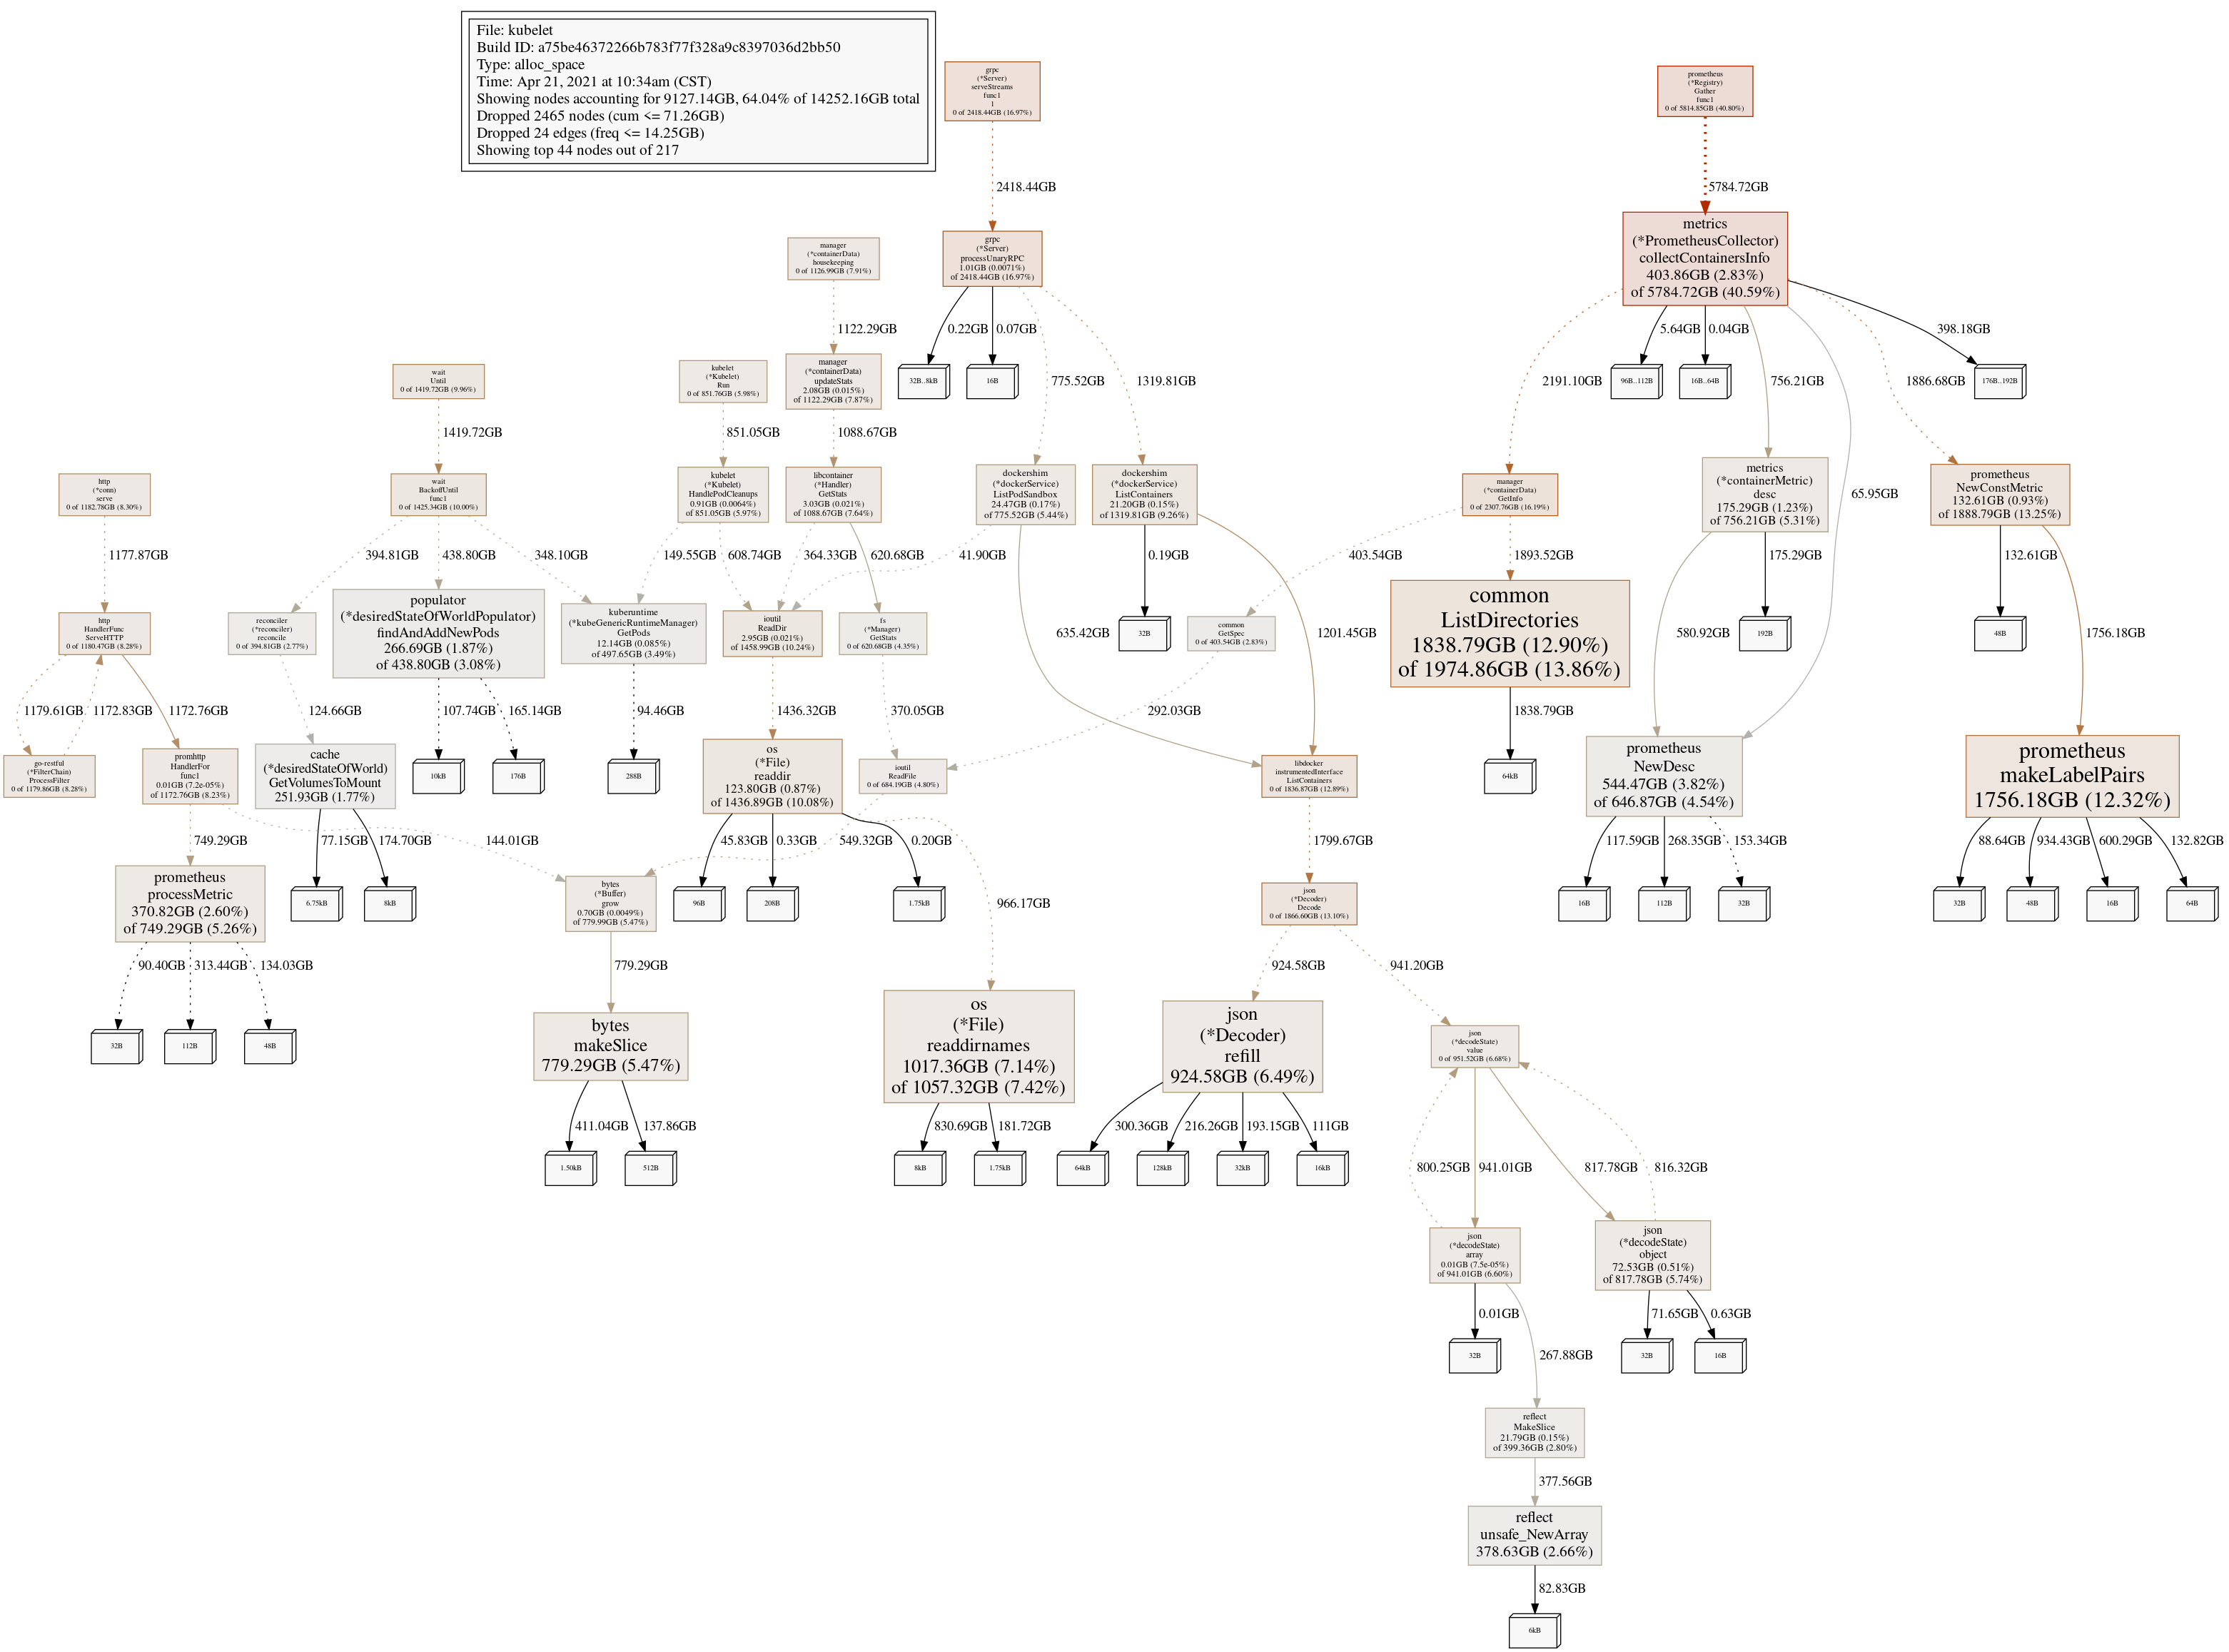 File: kubelet
Build ID: a75be46372266b783f77f328a9c8397036d2bb50
Type: alloc_space
Time: Apr 21, 2021 at 10:34am (CST)
Showing nodes accounting for 9127.14GB, 64.04% of 14252.16GB total
Dropped 2465 nodes (cum <= 71.26GB)
Dropped 24 edges (freq <= 14.25GB)
Showing top 44 nodes out of 217
grpc
(*Server)
serveStreams
func1
1
0 of 2418.44GB (16.97%)
prometheus
(*Registry)
Gather
func1
0 of 5814.85GB (40.80%)
2418.44GB
5784.72GB
manager
(*containerData)
housekeeping
0 of 1126.99GB (7.91%)
grpc
(*Server)
processUnaryRPC
1.01GB (0.0071%)
of 2418.44GB (16.97%)
metrics
(*PrometheusCollector)
collectContainersInfo
403.86GB (2.83%)
of 5784.72GB (40.59%)
1122.29GB
0.22GB
0.07GB
5.64GB
0.04GB
398.18GB
wait
Until
0 of 1419.72GB (9.96%)
kubelet
(*Kubelet)
Run
0 of 851.76GB (5.98%)
manager
(*containerData)
updateStats
2.08GB (0.015%)
of 1122.29GB (7.87%)
32B..8kB
16B
775.52GB
1319.81GB
2191.10GB
96B..112B
16B..64B
756.21GB
1886.68GB
176B..192B
1419.72GB
851.05GB
1088.67GB
http
(*conn)
serve
0 of 1182.78GB (8.30%)
wait
BackoffUntil
func1
0 of 1425.34GB (10.00%)
kubelet
(*Kubelet)
HandlePodCleanups
0.91GB (0.0064%)
of 851.05GB (5.97%)
libcontainer
(*Handler)
GetStats
3.03GB (0.021%)
of 1088.67GB (7.64%)
dockershim
(*dockerService)
ListPodSandbox
24.47GB (0.17%)
of 775.52GB (5.44%)
dockershim
(*dockerService)
ListContainers
21.20GB (0.15%)
of 1319.81GB (9.26%)
manager
(*containerData)
GetInfo
0 of 2307.76GB (16.19%)
metrics
(*containerMetric)
desc
175.29GB (1.23%)
of 756.21GB (5.31%)
65.95GB
prometheus
NewConstMetric
132.61GB (0.93%)
of 1888.79GB (13.25%)
1177.87GB
394.81GB
438.80GB
348.10GB
149.55GB
608.74GB
364.33GB
620.68GB
41.90GB
0.19GB
403.54GB
1893.52GB
175.29GB
132.61GB
http
HandlerFunc
ServeHTTP
0 of 1180.47GB (8.28%)
reconciler
(*reconciler)
reconcile
0 of 394.81GB (2.77%)
populator
(*desiredStateOfWorldPopulator)
findAndAddNewPods
266.69GB (1.87%)
of 438.80GB (3.08%)
kuberuntime
(*kubeGenericRuntimeManager)
GetPods
12.14GB (0.085%)
of 497.65GB (3.49%)
ioutil
ReadDir
2.95GB (0.021%)
of 1458.99GB (10.24%)
fs
(*Manager)
GetStats
0 of 620.68GB (4.35%)
635.42GB
32B
1201.45GB
common
GetSpec
0 of 403.54GB (2.83%)
common
ListDirectories
1838.79GB (12.90%)
of 1974.86GB (13.86%)
580.92GB
192B
48B
1756.18GB
1179.61GB
1172.83GB
1172.76GB
124.66GB
107.74GB
165.14GB
94.46GB
1436.32GB
370.05GB
292.03GB
1838.79GB
go-restful
(*FilterChain)
ProcessFilter
0 of 1179.86GB (8.28%)
promhttp
HandlerFor
func1
0.01GB (7.2e-05%)
of 1172.76GB (8.23%)
cache
(*desiredStateOfWorld)
GetVolumesToMount
251.93GB (1.77%)
10kB
176B
288B
os
(*File)
readdir
123.80GB (0.87%)
of 1436.89GB (10.08%)
ioutil
ReadFile
0 of 684.19GB (4.80%)
libdocker
instrumentedInterface
ListContainers
0 of 1836.87GB (12.89%)
64kB
prometheus
NewDesc
544.47GB (3.82%)
of 646.87GB (4.54%)
prometheus
makeLabelPairs
1756.18GB (12.32%)
749.29GB
77.15GB
174.70GB
144.01GB
45.83GB
0.33GB
549.32GB
0.20GB
1799.67GB
117.59GB
268.35GB
153.34GB
88.64GB
934.43GB
600.29GB
132.82GB
prometheus
processMetric
370.82GB (2.60%)
of 749.29GB (5.26%)
6.75kB
8kB
bytes
(*Buffer)
grow
0.70GB (0.0049%)
of 779.99GB (5.47%)
96B
208B
1.75kB
966.17GB
json
(*Decoder)
Decode
0 of 1866.60GB (13.10%)
16B
112B
32B
32B
48B
16B
64B
90.40GB
313.44GB
134.03GB
779.29GB
924.58GB
941.20GB
32B
112B
48B
bytes
makeSlice
779.29GB (5.47%)
os
(*File)
readdirnames
1017.36GB (7.14%)
of 1057.32GB (7.42%)
json
(*Decoder)
refill
924.58GB (6.49%)
json
(*decodeState)
value
0 of 951.52GB (6.68%)
411.04GB
137.86GB
830.69GB
181.72GB
300.36GB
216.26GB
193.15GB
111GB
1.50kB
512B
8kB
1.75kB
64kB
128kB
32kB
16kB
800.25GB
941.01GB
817.78GB
816.32GB
json
(*decodeState)
array
0.01GB (7.5e-05%)
of 941.01GB (6.60%)
json
(*decodeState)
object
72.53GB (0.51%)
of 817.78GB (5.74%)
0.01GB
71.65GB
0.63GB
32B
267.88GB
32B
16B
reflect
MakeSlice
21.79GB (0.15%)
of 399.36GB (2.80%)
377.56GB
reflect
unsafe_NewArray
378.63GB (2.66%)
82.83GB
6kB